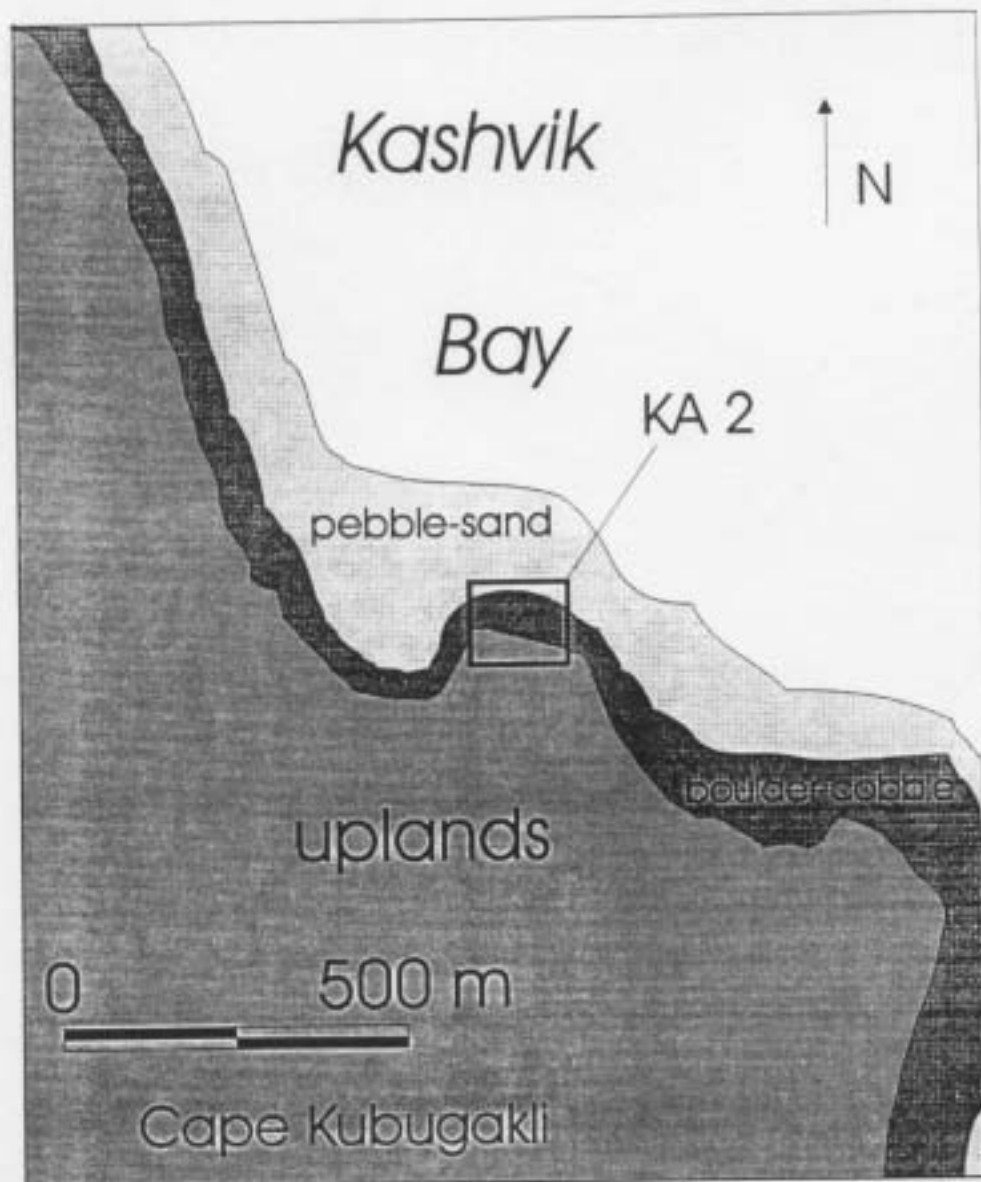 Kashvik
N
Bay
KA 2
pebble-sand
boulder-cobble
uplands
0 500 m
Cape Kubugakli